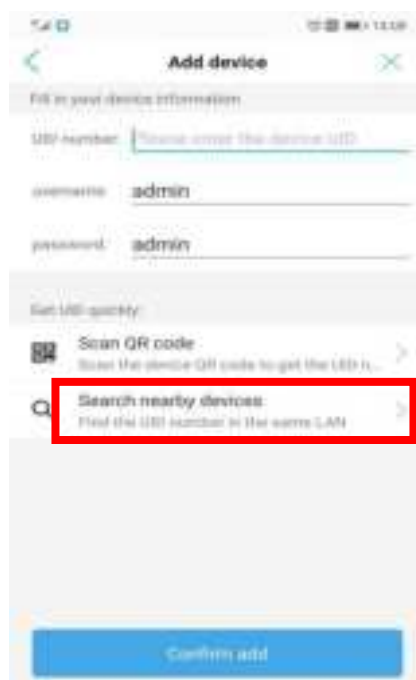 Add device
Fill in your device information
UID number Please enter the device UID
username admin
password admin
Get UID quickly
Scan QR code
Scan the device QR code to get the UID n...
Search nearby devices
Find the UID number in the same LAN
Confirm add